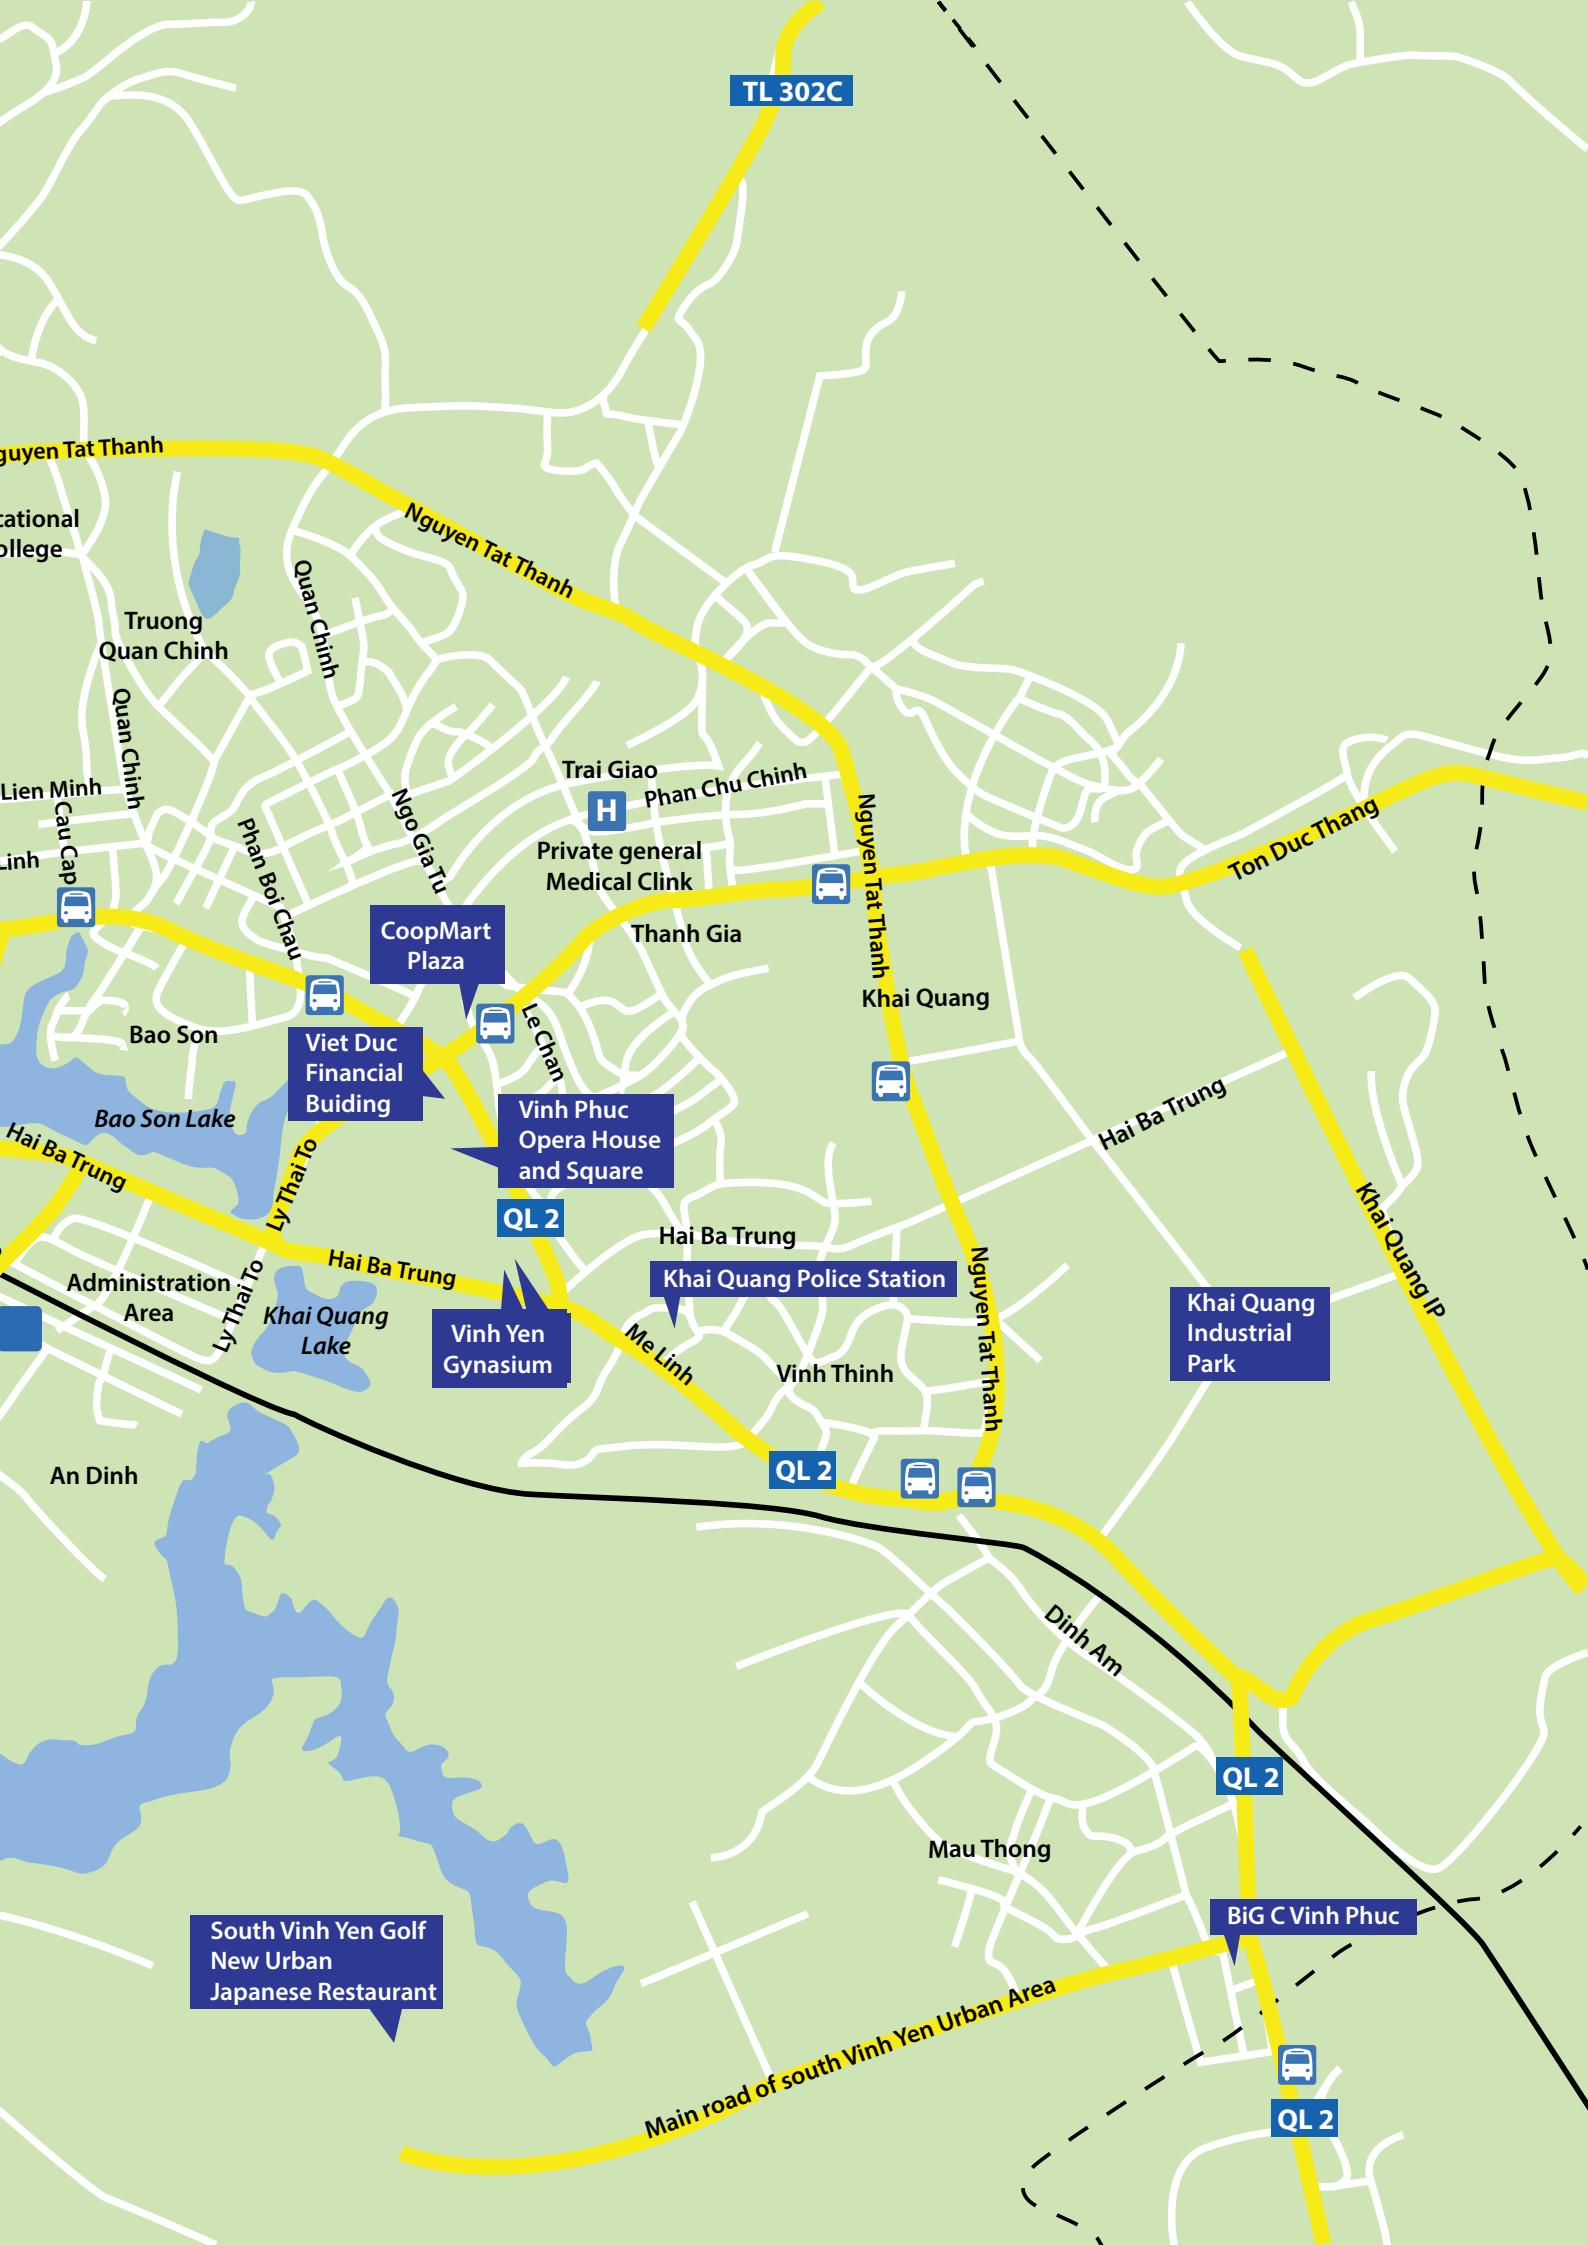 TL 302C
guyen Tat Thanh
Nguyen Tat Thanh
cational
ollege
Quan Chinh
Truong
Quan Chinh
Quan Chinh
Lien Minh
Cau Cap
Linh
Phan Boi Chau
Ngo Gia Tu
Trai Giao
H
Phan Chu Chinh
Private general
Medical Clink
Nguyen Tat Thanh
Ton Duc Thang
CoopMart
Plaza
Thanh Gia
Khai Quang
Le Chan
Bao Son
Viet Duc
Financial
Buiding
Bao Son Lake
Hai Ba Trung
Vinh Phuc
Opera House
and Square
Hai Ba Trung
Ly Thai To
QL 2
Hai Ba Trung
Hai Ba Trung
Khai Quang Police Station
Khai Quang IP
Administration
Area
Ly Thai To
Khai Quang
Lake
Nguyen Tat Thanh
Khai Quang
Industrial
Park
Vinh Yen
Gynasium
Me Linh
Vinh Thinh
An Dinh
QL 2
Dinh Am
QL 2
Mau Thong
BiG C Vinh Phuc
South Vinh Yen Golf
New Urban
Japanese Restaurant
Main road of south Vinh Yen Urban Area
QL 2